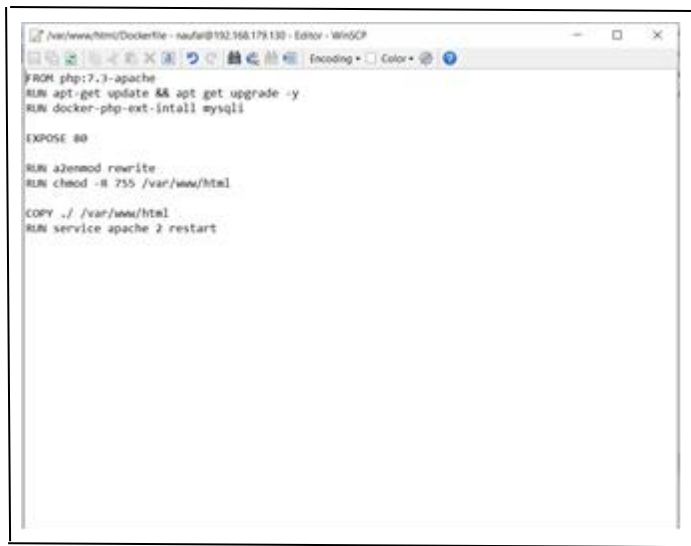 /var/www/html/Dockerfile - naufal@192.168.179.130 - Editor - WinSCP
Encoding Color
FROM php:7.3-apache
RUN apt-get update && apt get upgrade -y
RUN docker-php-ext-intall mysqli
EXPOSE 80
RUN a2enmod rewrite
RUN chmod -R 755 /var/www/html
COPY ./ /var/www/html
RUN service apache 2 restart